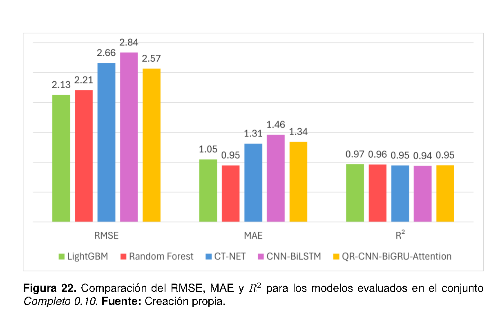 2.84
2.66
2.57
2.21
2.13
1.46
1.31
1.34
1.05
0.95
0.97 0.96 0.95 0.94 0.95
RMSE MAE R²
LightGBM Random Forest CT-NET CNN-BiLSTM QR-CNN-BiGRU-Attention
Figura 22. Comparación del RMSE, MAE y R² para los modelos evaluados en el conjunto
Completo 0.10. Fuente: Creación propia.